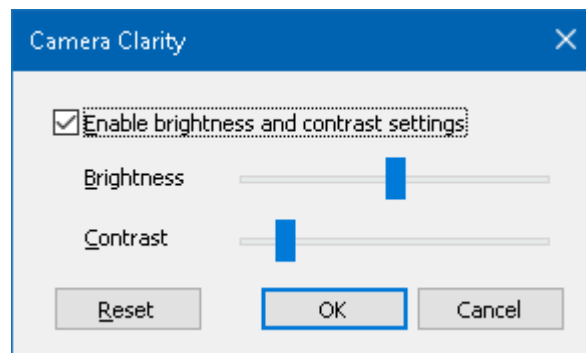 Camera Clarity
Enable brightness and contrast settings
Brightness
Contrast
Reset OK Cancel